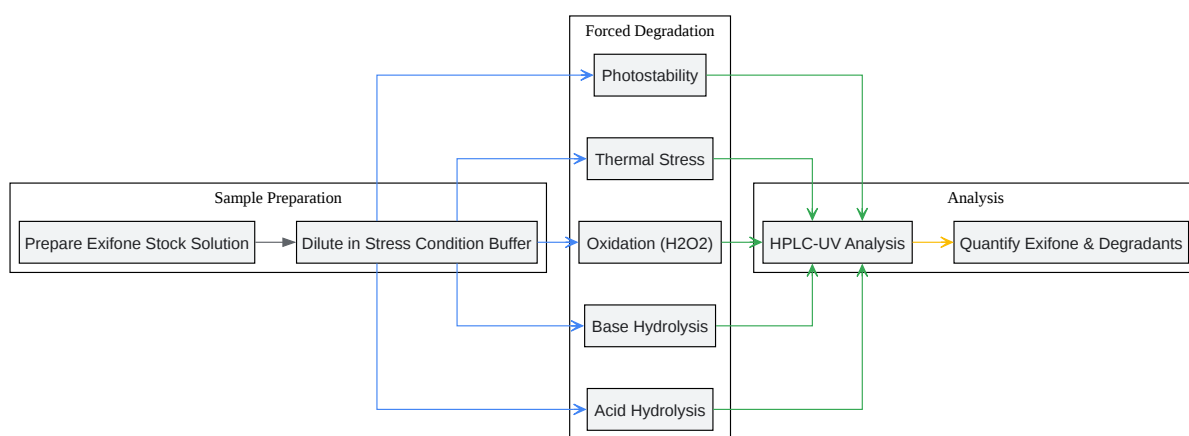 Forced Degradation
Photostability
Thermal Stress
Sample Preparation
Analysis
Prepare Exifone Stock Solution
Dilute in Stress Condition Buffer
Oxidation (H2O2)
HPLC-UV Analysis
Quantify Exifone & Degradants
Base Hydrolysis
Acid Hydrolysis